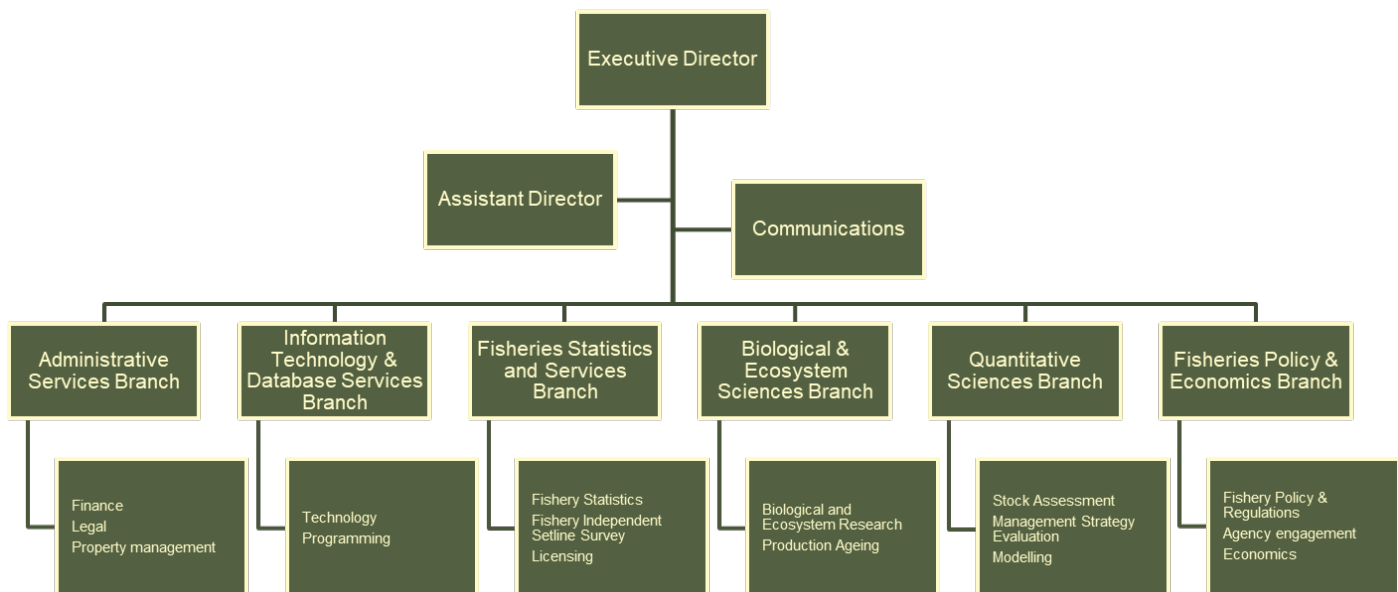 Executive Director
Assistant Director
Communications
Administrative
Services Branch
Information
Technology &
Database Services
Branch
Fisheries Statistics
and Services
Branch
Biological &
Ecosystem
Sciences Branch
Quantitative
Sciences Branch
Fisheries Policy &
Economics Branch
Finance
Legal
Property management
Technology
Programming
Fishery Statistics
Fishery Independent
Setline Survey
Licensing
Biological and
Ecosystem Research
Production Ageing
Stock Assessment
Management Strategy
Evaluation
Modelling
Fishery Policy &
Regulations
Agency engagement
Economics